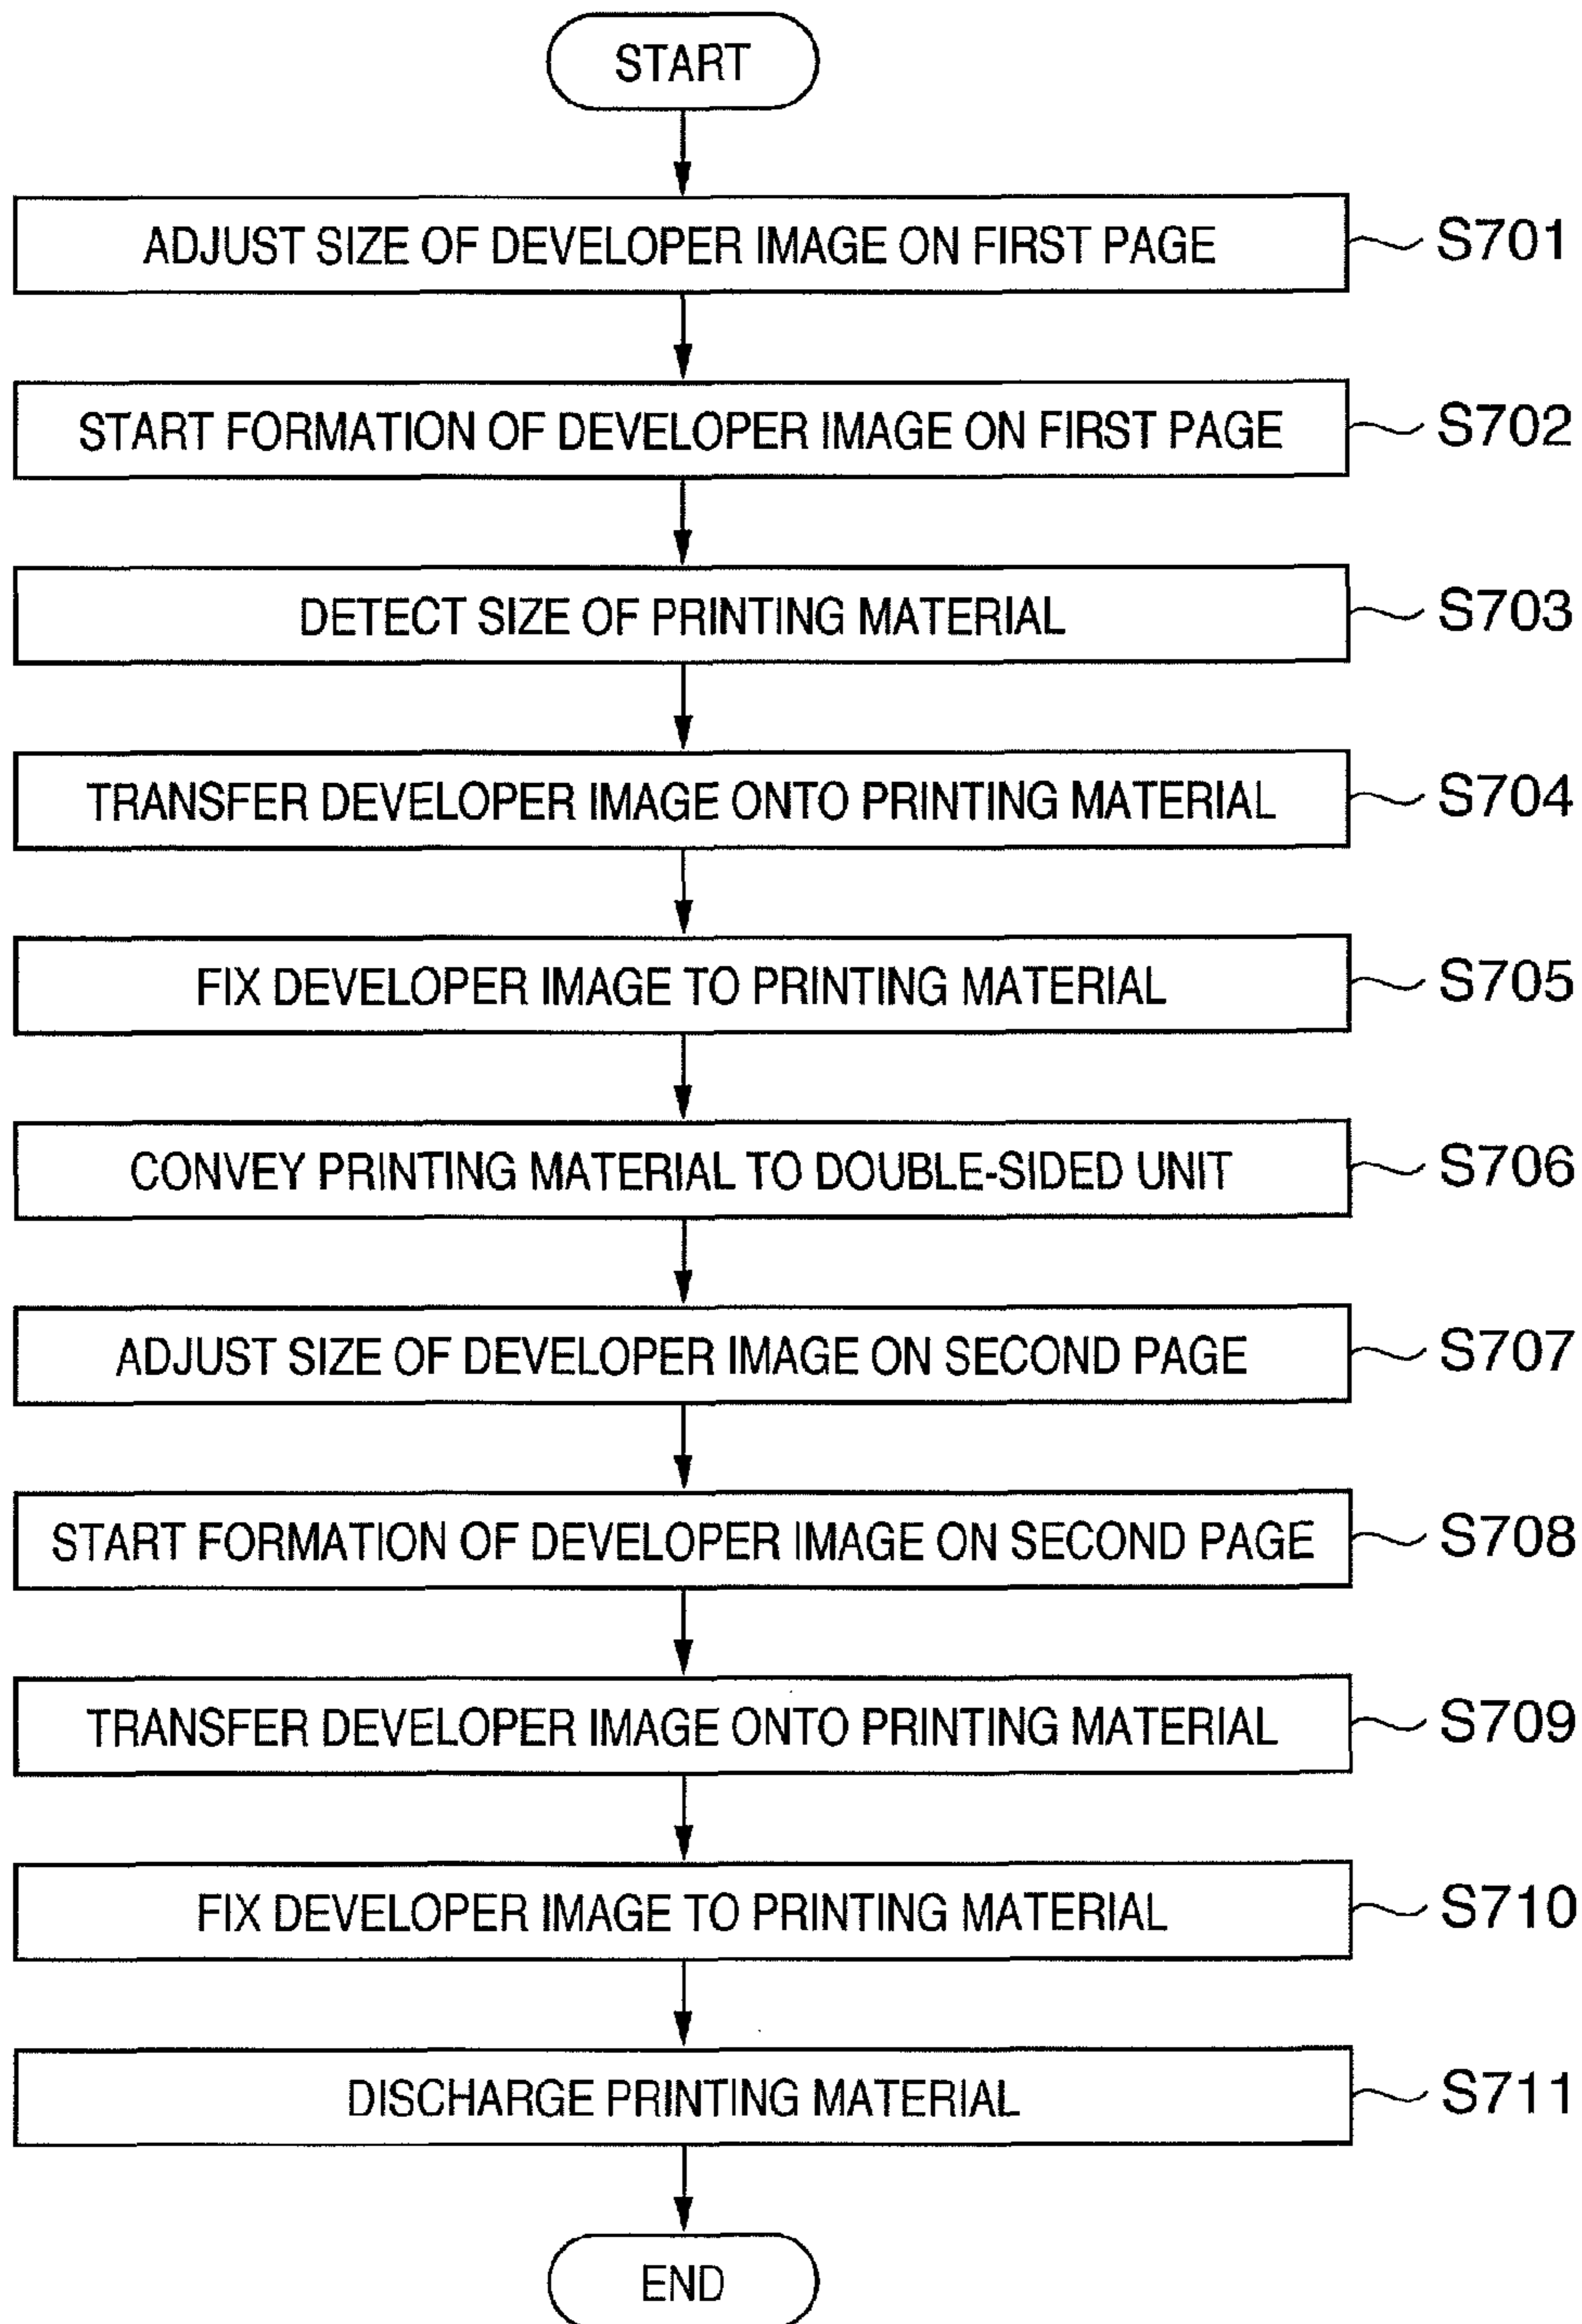 START
ADJUST SIZE OF DEVELOPER IMAGE ON FIRST PAGE S701
START FORMATION OF DEVELOPER IMAGE ON FIRST PAGE S702
DETECT SIZE OF PRINTING MATERIAL S703
TRANSFER DEVELOPER IMAGE ONTO PRINTING MATERIAL S704
FIX DEVELOPER IMAGE TO PRINTING MATERIAL S705
CONVEY PRINTING MATERIAL TO DOUBLE-SIDED UNIT S706
ADJUST SIZE OF DEVELOPER IMAGE ON SECOND PAGE S707
START FORMATION OF DEVELOPER IMAGE ON SECOND PAGE S708
TRANSFER DEVELOPER IMAGE ONTO PRINTING MATERIAL S709
FIX DEVELOPER IMAGE TO PRINTING MATERIAL S710
DISCHARGE PRINTING MATERIAL S711
END